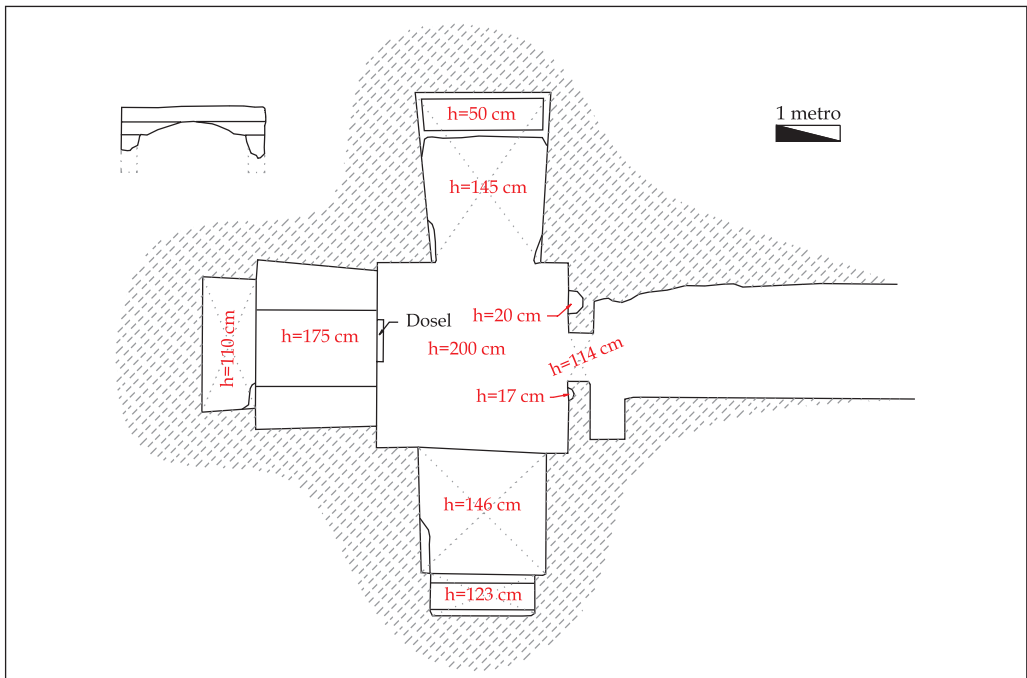 h=50 cm
1 metro
h=145 cm
h=20 cm
Dosel
h=110 cm
h=175 cm
h=200 cm
h=114 cm
h=17 cm
h=146 cm
h=123 cm